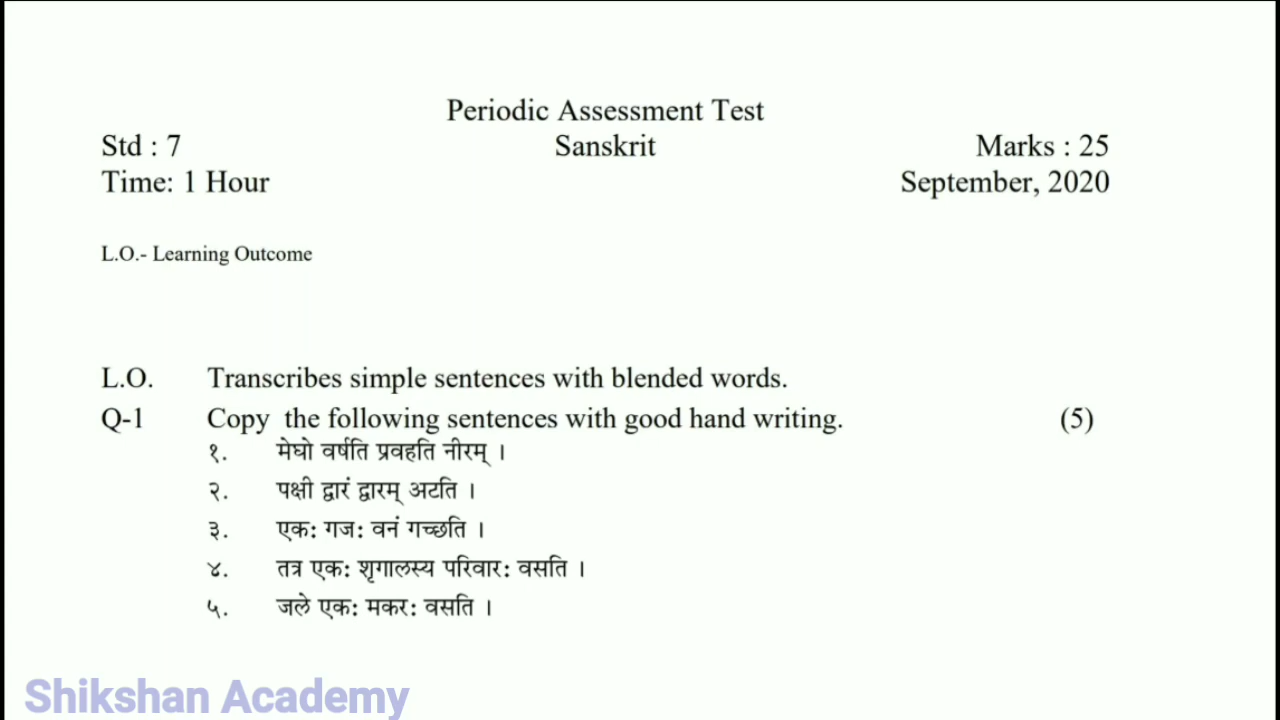 Periodic Assessment Test
Std : 7 Sanskrit Marks : 25
Time: 1 Hour September, 2020
L.O.- Learning Outcome
L.O. Transcribes simple sentences with blended words.
Q-1 Copy the following sentences with good hand writing. (5)
१. मेघो वर्षति प्रवहति नीरम् ।
२. पक्षी द्वारं द्वारम् अटति ।
३. एकः गजः वनं गच्छति ।
४. तत्र एकः शृगालस्य परिवारः वसति ।
५. जले एकः मकरः वसति ।
Shikshan Academy